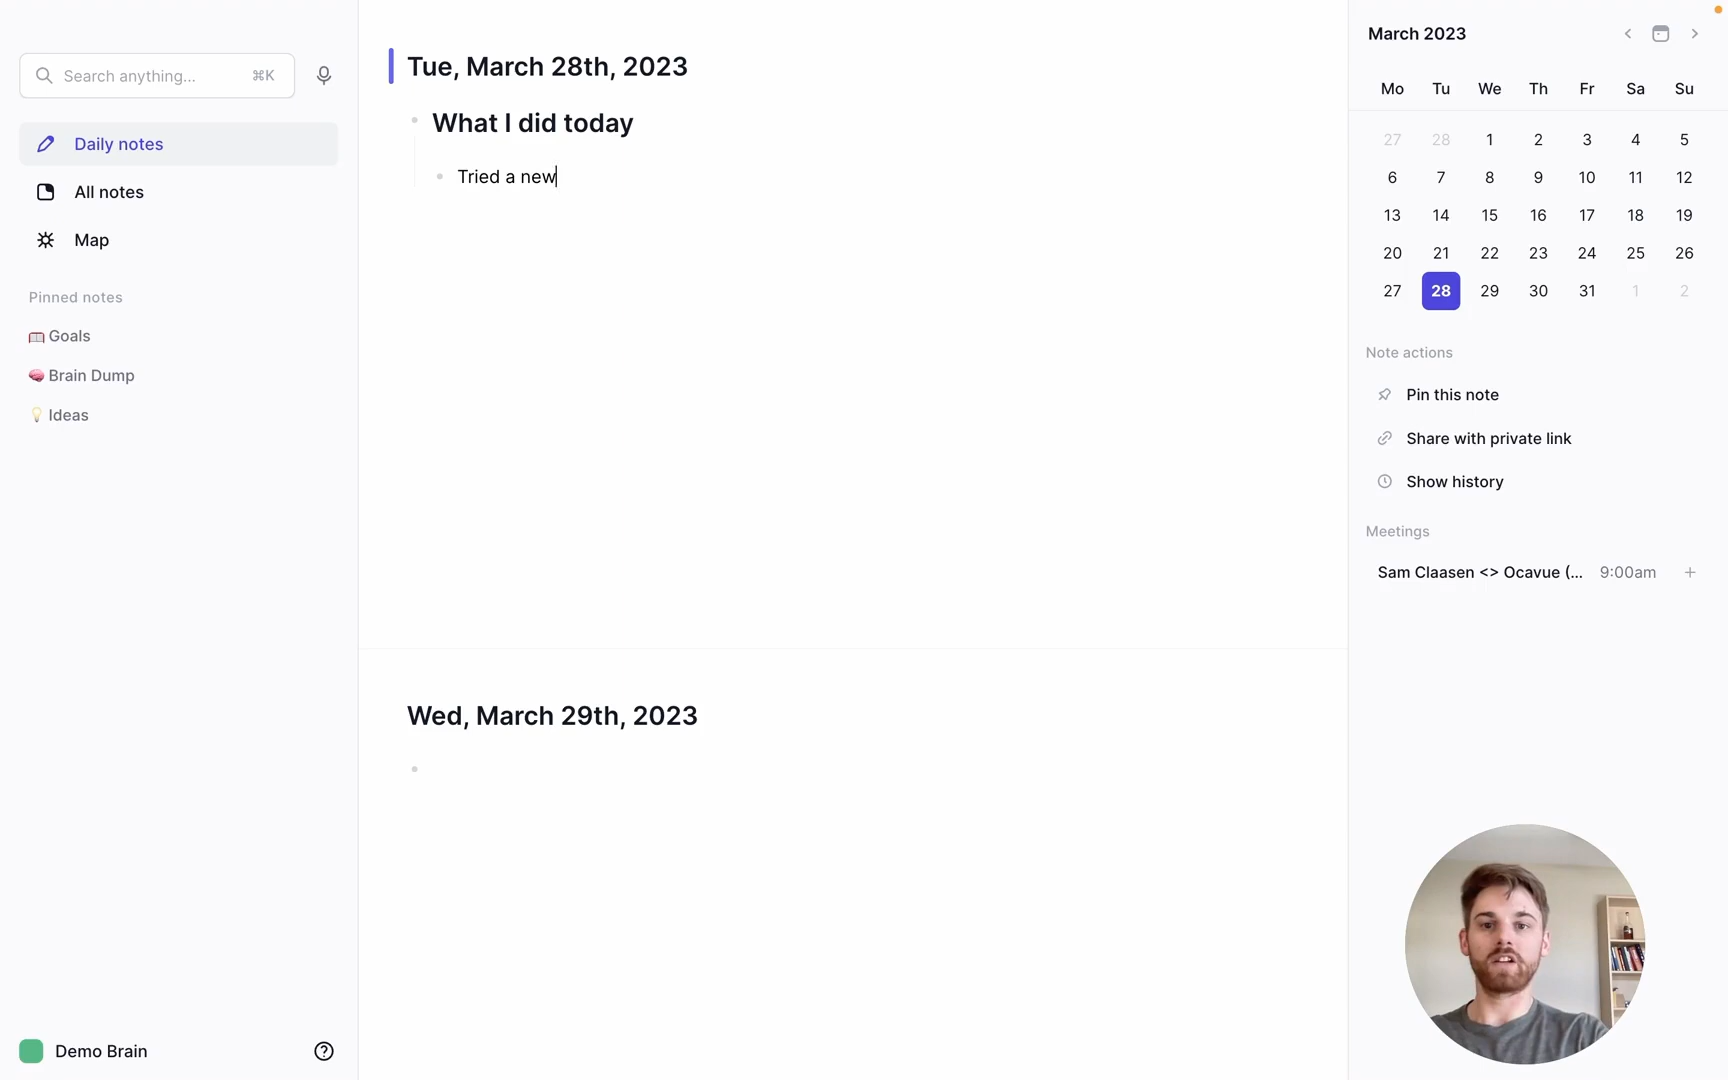 Search anything... ⌘K
Daily notes
All notes
Map
Pinned notes
Goals
Brain Dump
Ideas
Demo Brain
Tue, March 28th, 2023
What I did today
Tried a new
Wed, March 29th, 2023
March 2023
Mo Tu We Th Fr Sa Su
27 28 1 2 3 4 5
6 7 8 9 10 11 12
13 14 15 16 17 18 19
20 21 22 23 24 25 26
27 28 29 30 31 1 2
Note actions
Pin this note
Share with private link
Show history
Meetings
Sam Claasen <> Ocavue (... 9:00am